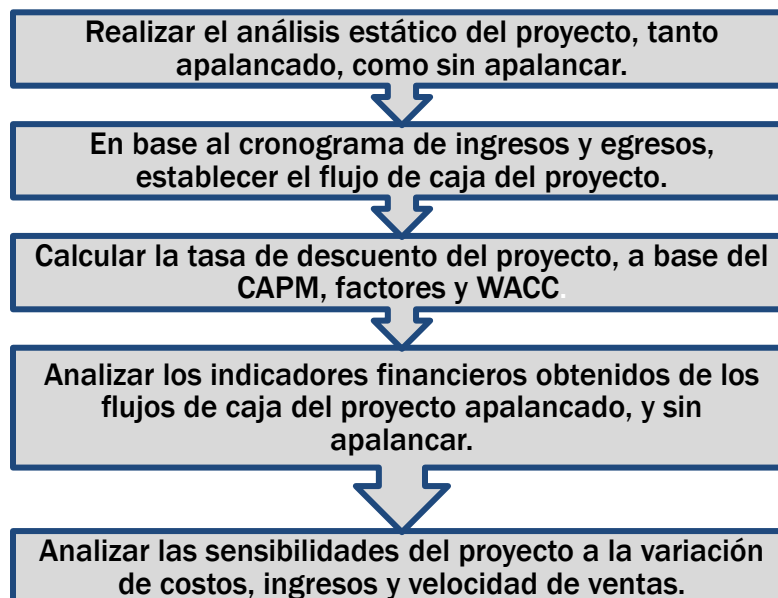 Realizar el análisis estático del proyecto, tanto
apalancado, como sin apalancar.
En base al cronograma de ingresos y egresos,
establecer el flujo de caja del proyecto.
Calcular la tasa de descuento del proyecto, a base del
CAPM, factores y WACC.
Analizar los indicadores financieros obtenidos de los
flujos de caja del proyecto apalancado, y sin
apalancar.
Analizar las sensibilidades del proyecto a la variación
de costos, ingresos y velocidad de ventas.